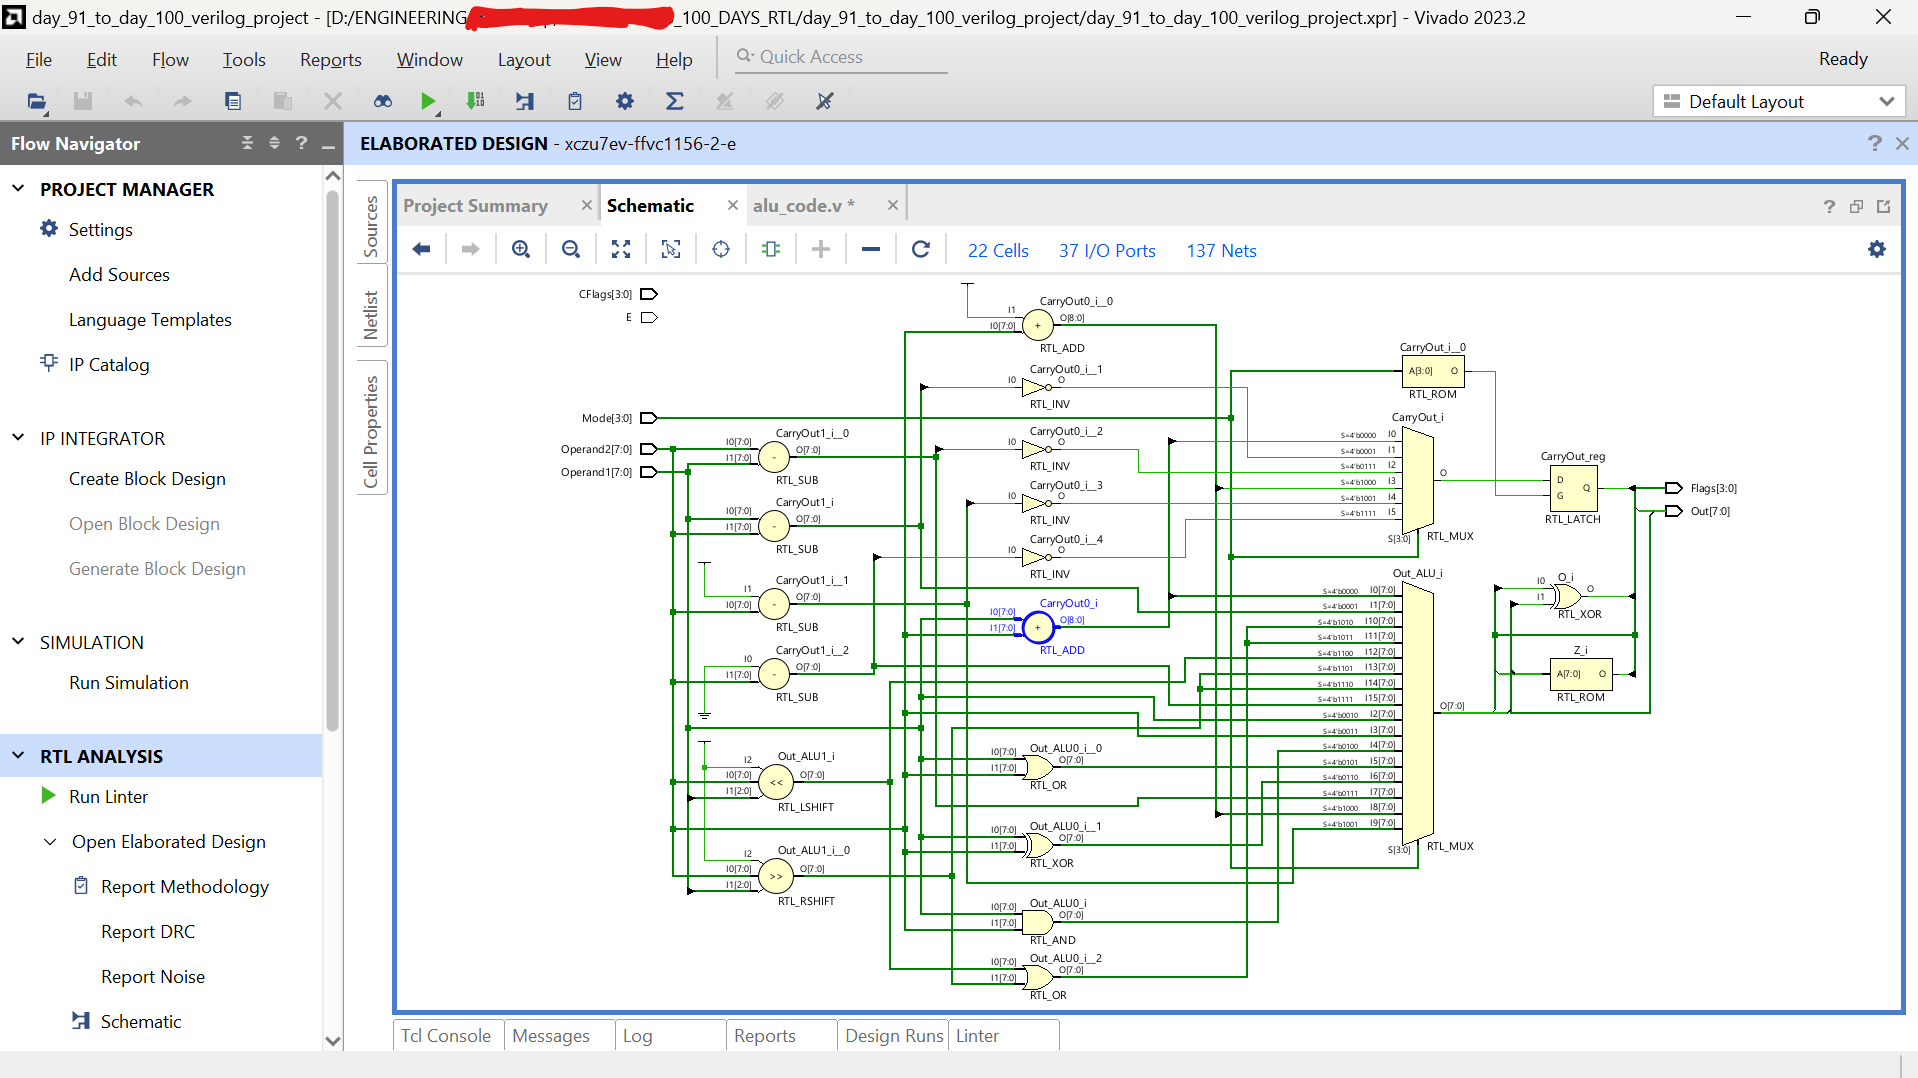 day_91_to_day_100_verilog_project - [D:/ENGINEERING _100_DAYS_RTL/day_91_to_day_100_verilog_project/day_91_to_day_100_verilog_project.xpr] - Vivado 2023.2
File Edit Flow Tools Reports Window Layout View Help Quick Access Ready
Default Layout
Flow Navigator
ELABORATED DESIGN - xczu7ev-ffvc1156-2-e
PROJECT MANAGER
Settings
Add Sources
Language Templates
IP Catalog
IP INTEGRATOR
Create Block Design
Open Block Design
Generate Block Design
SIMULATION
Run Simulation
RTL ANALYSIS
Run Linter
Open Elaborated Design
Report Methodology
Report DRC
Report Noise
Schematic
Sources
Netlist
Cell Properties
Project Summary Schematic alu_code.v *
22 Cells 37 I/O Ports 137 Nets
CFlags[3:0]
E
Mode[3:0]
Operand2[7:0]
Operand1[7:0]
CarryOut1_i__0
I0[7:0] O[7:0]
I1[7:0] -
RTL_SUB
CarryOut1_i
I0[7:0] O[7:0]
I1[7:0] -
RTL_SUB
CarryOut1_i__1
I1 O[7:0]
I0[7:0] -
RTL_SUB
CarryOut1_i__2
I0 O[7:0]
I1[7:0] -
RTL_SUB
Out_ALU1_i
I2
I0[7:0] << O[7:0]
I1[2:0]
RTL_LSHIFT
Out_ALU1_i__0
I2
I0[7:0] >> O[7:0]
I1[2:0]
RTL_RSHIFT
CarryOut0_i__0
I1 O[8:0]
I0[7:0] +
RTL_ADD
CarryOut0_i__1
I0 O
RTL_INV
CarryOut0_i__2
I0 O
RTL_INV
CarryOut0_i__3
I0 O
RTL_INV
CarryOut0_i__4
I0 O
RTL_INV
CarryOut0_i
I0[7:0] O[8:0]
I1[7:0] +
RTL_ADD
Out_ALU0_i__0
I0[7:0] O[7:0]
I1[7:0]
RTL_OR
Out_ALU0_i__1
I0[7:0] O[7:0]
I1[7:0]
RTL_XOR
Out_ALU0_i
I0[7:0] O[7:0]
I1[7:0]
RTL_AND
Out_ALU0_i__2
I0[7:0] O[7:0]
I1[7:0]
RTL_OR
CarryOut_i__0
A[3:0] O
RTL_ROM
CarryOut_i
S=4'b0000 I0
S=4'b0001 I1
S=4'b0111 I2
S=4'b1000 I3
S=4'b1001 I4
S=4'b1111 I5
O
S[3:0] RTL_MUX
CarryOut_reg
D
G Q
RTL_LATCH
Flags[3:0]
Out[7:0]
Out_ALU_i
S=4'b0000 I0[7:0]
S=4'b0001 I1[7:0]
S=4'b1010 I10[7:0]
S=4'b1011 I11[7:0]
S=4'b1100 I12[7:0]
S=4'b1101 I13[7:0]
S=4'b1110 I14[7:0]
S=4'b1111 I15[7:0]
S=4'b0010 I2[7:0]
S=4'b0011 I3[7:0]
S=4'b0100 I4[7:0]
S=4'b0101 I5[7:0]
S=4'b0110 I6[7:0]
S=4'b0111 I7[7:0]
S=4'b1000 I8[7:0]
S=4'b1001 I9[7:0]
O[7:0]
S[3:0] RTL_MUX
O_i
I0 O
I1
RTL_XOR
Z_i
A[7:0] O
RTL_ROM
Tcl Console Messages Log Reports Design Runs Linter